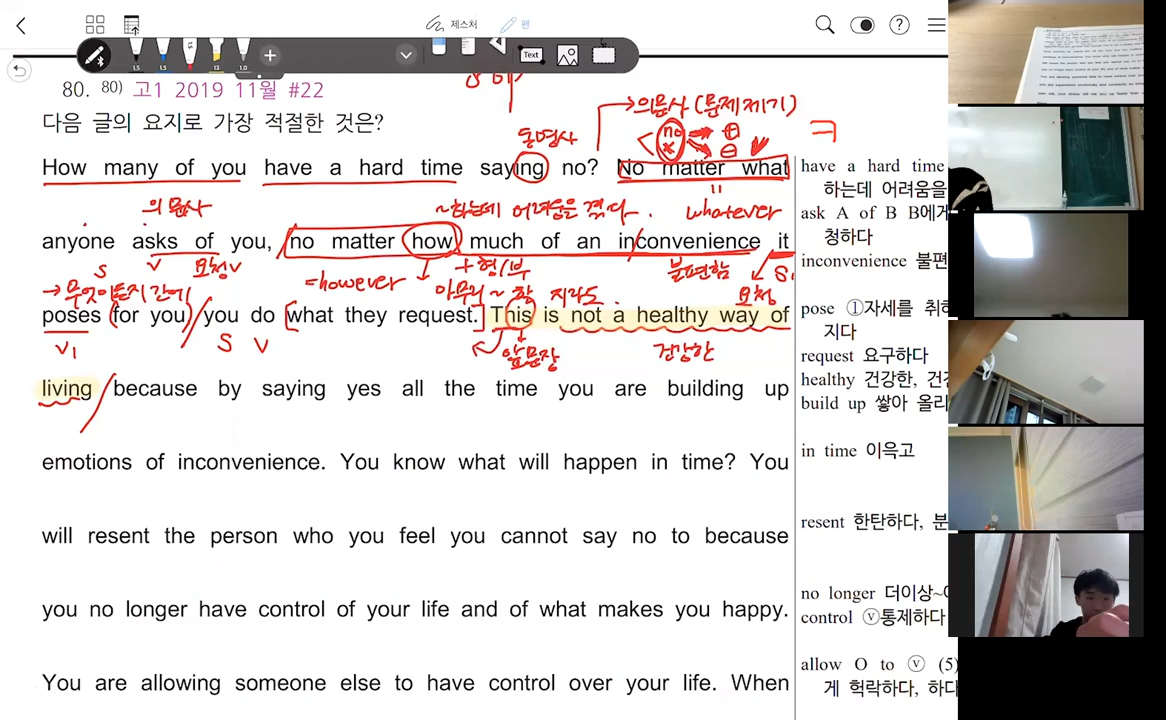 제스처 펜
1.5 1.5 13 1.0 Text
80. 80) 고1 2019 11월 #22
다음 글의 요지로 가장 적절한 것은?
동명사 의문사 (문제제기)
no
How many of you have a hard time saying no? No matter what
의문사 ~하는데 어려움을 겪다. whatever
anyone asks of you, no matter how much of an inconvenience it
S V 요청 =however +형/부 불편함 S
→무엇이든지 간에 아무리 ~할지라도 요청
poses (for you) you do [what they request.] This is not a healthy way of
V1 S V 앞문장 건강한
living because by saying yes all the time you are building up
emotions of inconvenience. You know what will happen in time? You
will resent the person who you feel you cannot say no to because
you no longer have control of your life and of what makes you happy.
You are allowing someone else to have control over your life. When
have a hard time
하는데 어려움을
ask A of B B에게
청하다
inconvenience 불편
pose ①자세를 취하
지다
request 요구하다
healthy 건강한, 건
build up 쌓아 올리
in time 이윽고
resent 한탄하다, 분
no longer 더이상~
control ⓥ통제하다
allow O to ⓥ (5)
게 허락하다, 하다